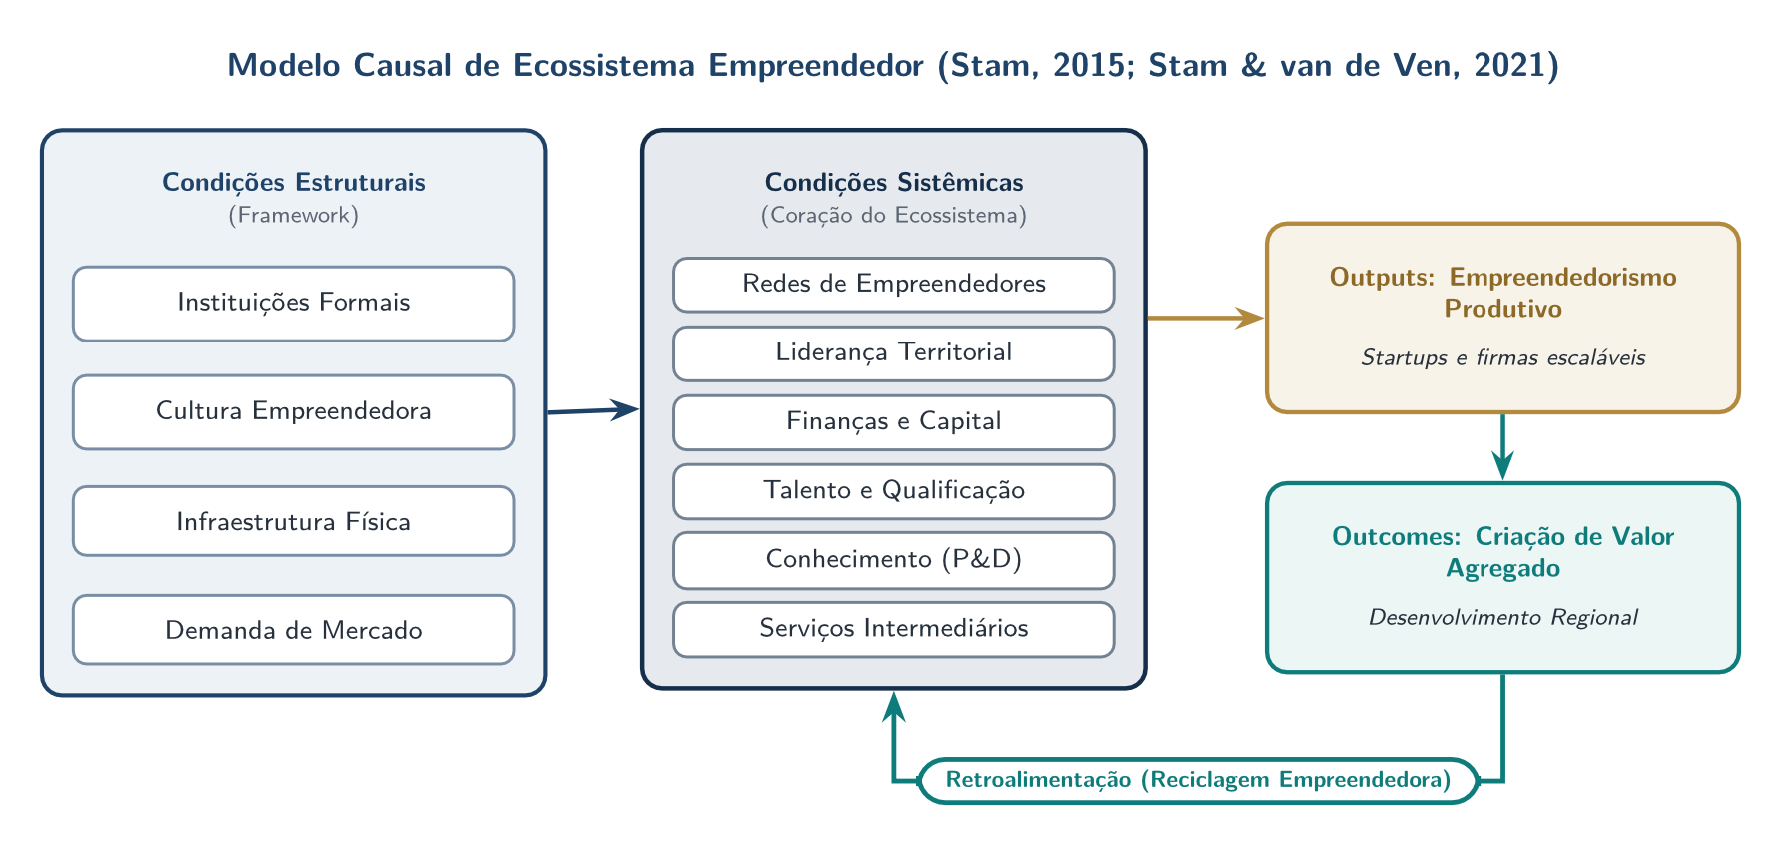 Modelo Causal de Ecossistema Empreendedor (Stam, 2015; Stam & van de Ven, 2021)
Condições Estruturais
(Framework)
Instituições Formais
Cultura Empreendedora
Infraestrutura Física
Demanda de Mercado
Condições Sistêmicas
(Coração do Ecossistema)
Redes de Empreendedores
Liderança Territorial
Finanças e Capital
Talento e Qualificação
Conhecimento (P&D)
Serviços Intermediários
Outputs: Empreendedorismo
Produtivo
Startups e firmas escaláveis
Outcomes: Criação de Valor
Agregado
Desenvolvimento Regional
Retroalimentação (Reciclagem Empreendedora)